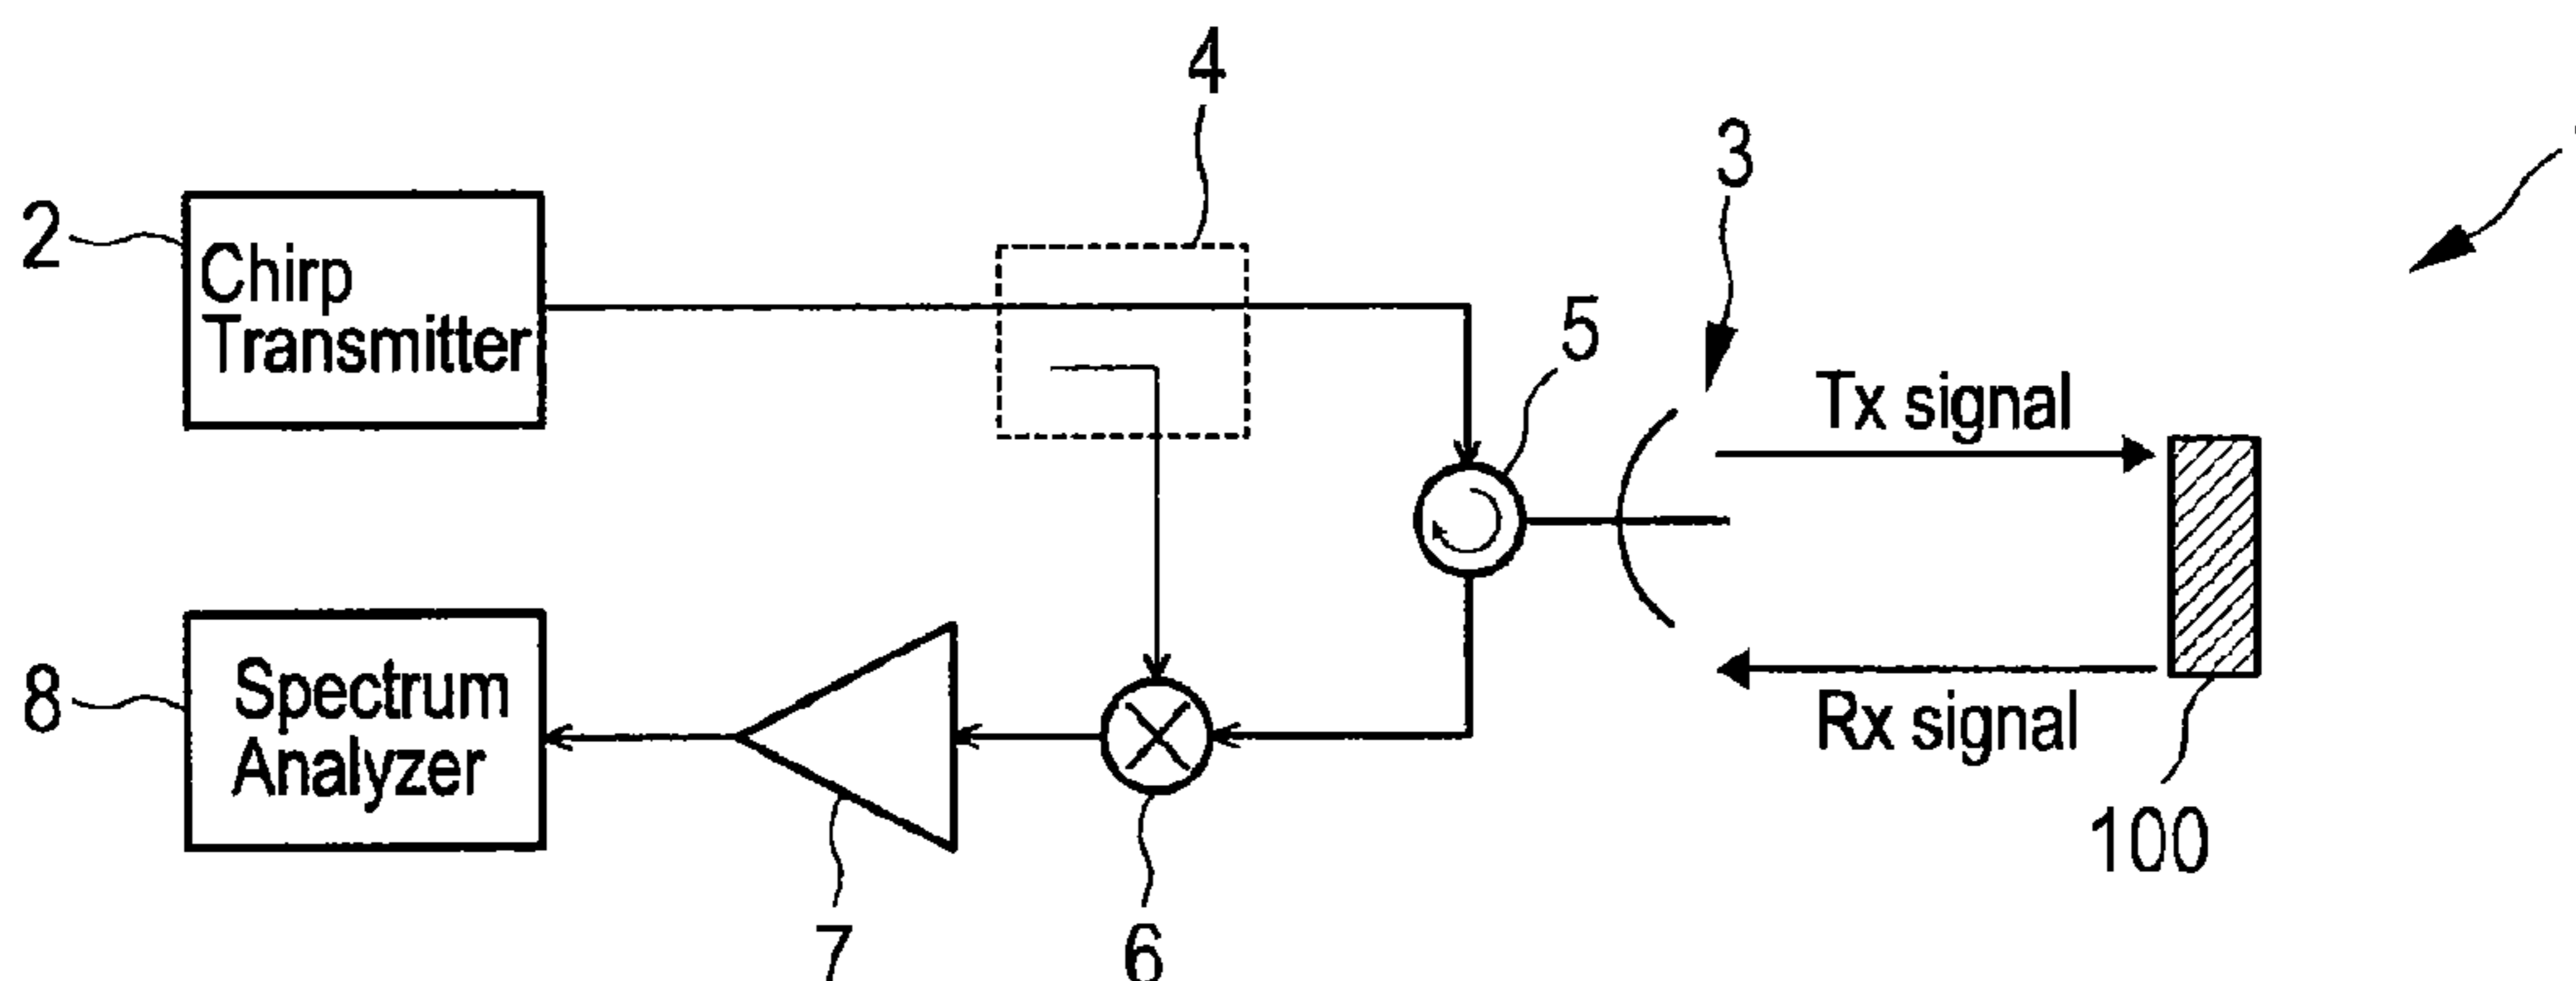 4
3
2
Chirp
Transmitter
5
Tx signal
8
Spectrum
Analyzer
Rx signal
100
7
6